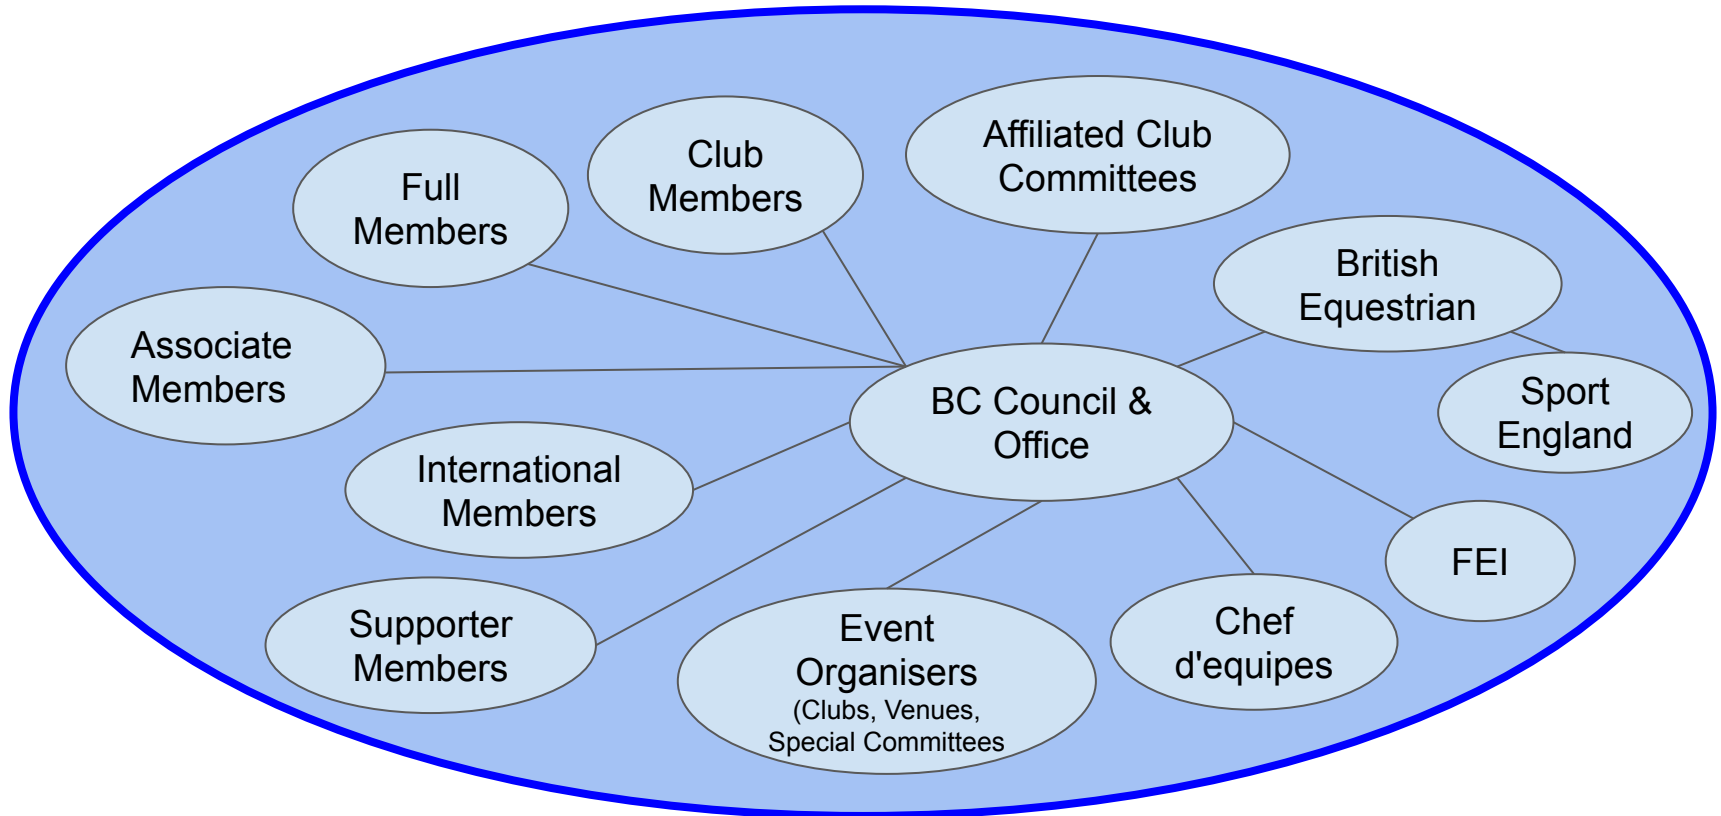 Full
Members
Club
Members
Affiliated Club
Committees
British
Equestrian
Associate
Members
BC Council &
Office
Sport
England
International
Members
FEI
Supporter
Members
Event
Organisers
(Clubs, Venues,
Special Committees
Chef
d'equipes